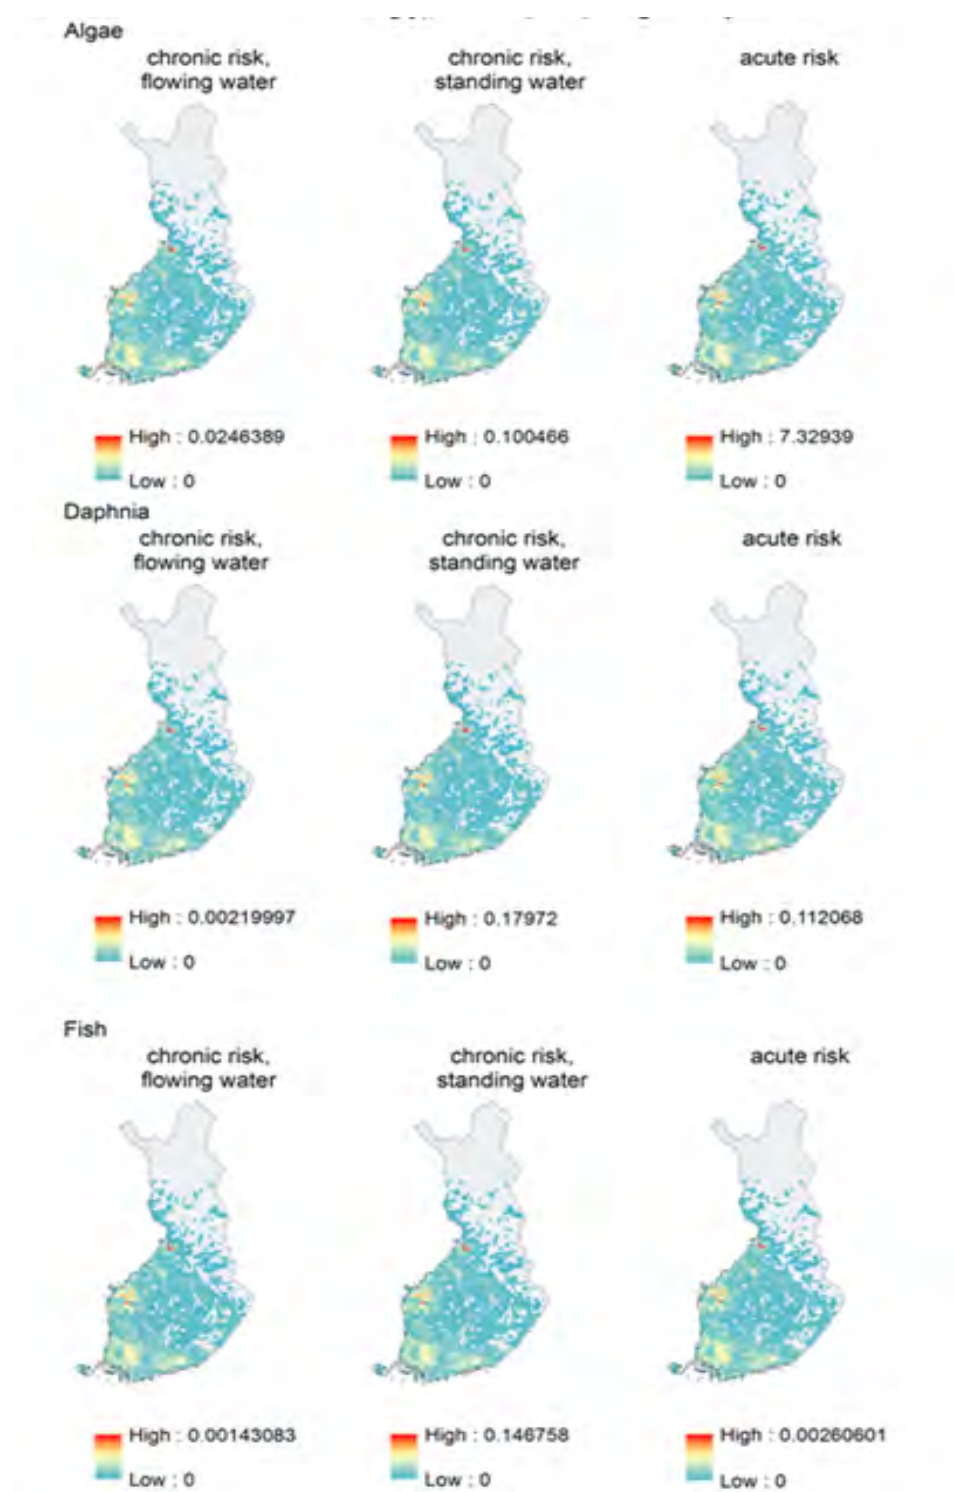 Algae
chronic risk,
flowing water
chronic risk,
standing water
acute risk
High : 0.0246389
Low : 0
High : 0.100466
Low : 0
High : 7.32939
Low : 0
Daphnia
chronic risk,
flowing water
chronic risk,
standing water
acute risk
High : 0.00219997
Low : 0
High : 0.17972
Low : 0
High : 0.112068
Low : 0
Fish
chronic risk,
flowing water
chronic risk,
standing water
acute risk
High : 0.00143083
Low : 0
High : 0.146758
Low : 0
High : 0.00260601
Low : 0